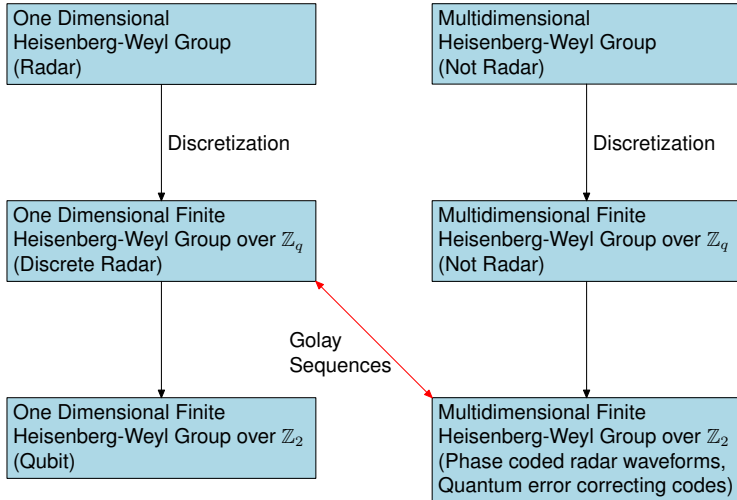 One Dimensional
Heisenberg-Weyl Group
(Radar)
Multidimensional
Heisenberg-Weyl Group
(Not Radar)
Discretization
Discretization
One Dimensional Finite
Heisenberg-Weyl Group over ℤ_q
(Discrete Radar)
Multidimensional Finite
Heisenberg-Weyl Group over ℤ_q
(Not Radar)
Golay
Sequences
One Dimensional Finite
Heisenberg-Weyl Group over ℤ₂
(Qubit)
Multidimensional Finite
Heisenberg-Weyl Group over ℤ₂
(Phase coded radar waveforms,
Quantum error correcting codes)